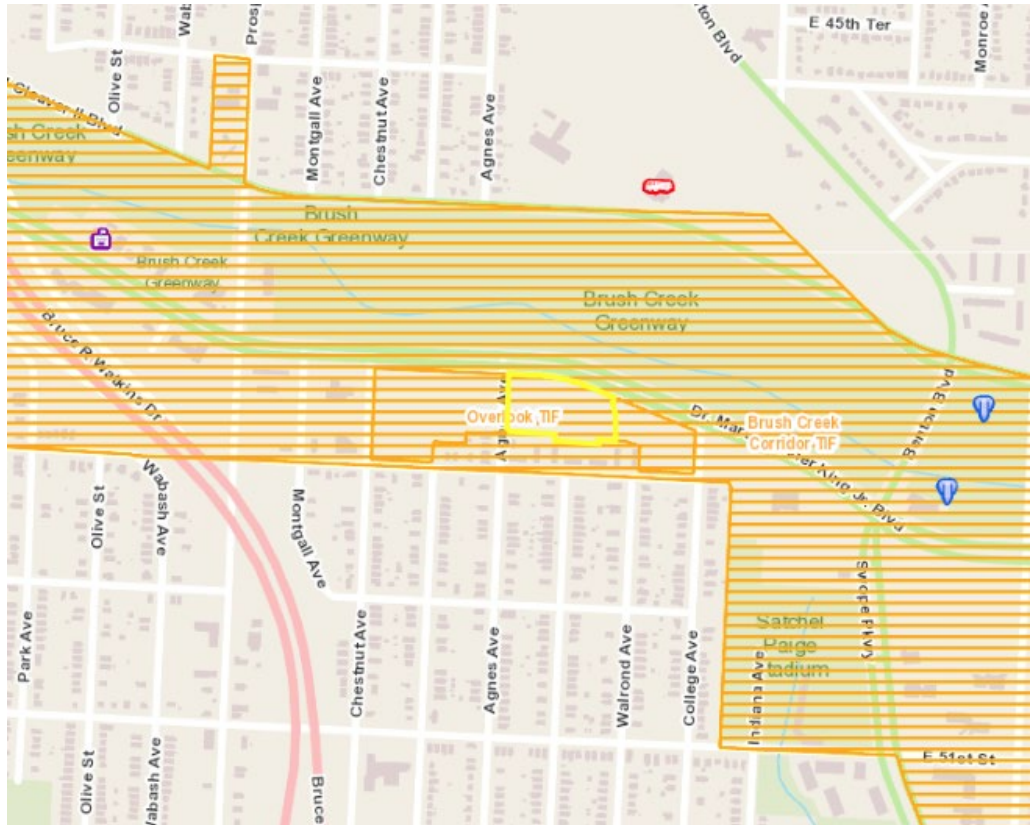 E 45th Ter
Monroe
Olive St
Montgall Ave
Chestnut Ave
Agnes Ave
Cleaver II Blvd
Brush
Creek Greenway
Brush Creek
Greenway
Brush Creek
Greenway
Bruce R Watkins Dr
Overlook TIF
Brush Creek
Corridor TIF
Benton Blvd
Olive St
Wabash Ave
Montgall Ave
Park Ave
Chestnut Ave
Agnes Ave
Walrond Ave
College Ave
Indiana Ave
Swope Pkwy
Satchel
Paige
Stadium
E 51st St
Olive St
Wabash Ave
Bruce